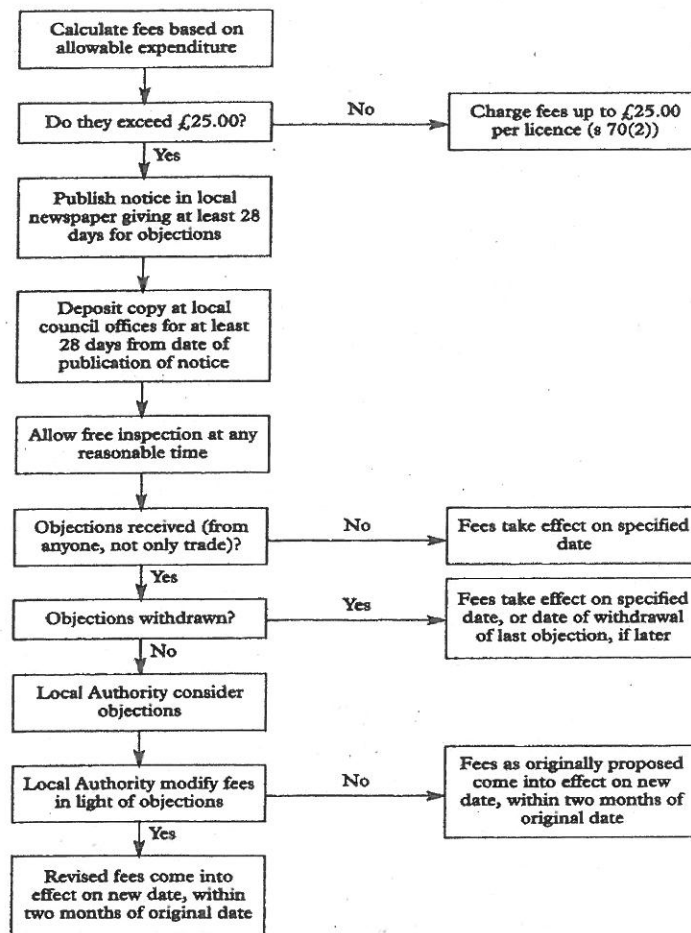 Calculate fees based on
allowable expenditure
Do they exceed £25.00?
No
Charge fees up to £25.00
per licence (s 70(2))
Yes
Publish notice in local
newspaper giving at least 28
days for objections
Deposit copy at local
council offices for at least
28 days from date of
publication of notice
Allow free inspection at any
reasonable time
Objections received (from
anyone, not only trade)?
No
Fees take effect on specified
date
Yes
Objections withdrawn?
Yes
Fees take effect on specified
date, or date of withdrawal
of last objection, if later
No
Local Authority consider
objections
Local Authority modify fees
in light of objections
No
Fees as originally proposed
come into effect on new
date, within two months of
original date
Yes
Revised fees come into
effect on new date, within
two months of original date